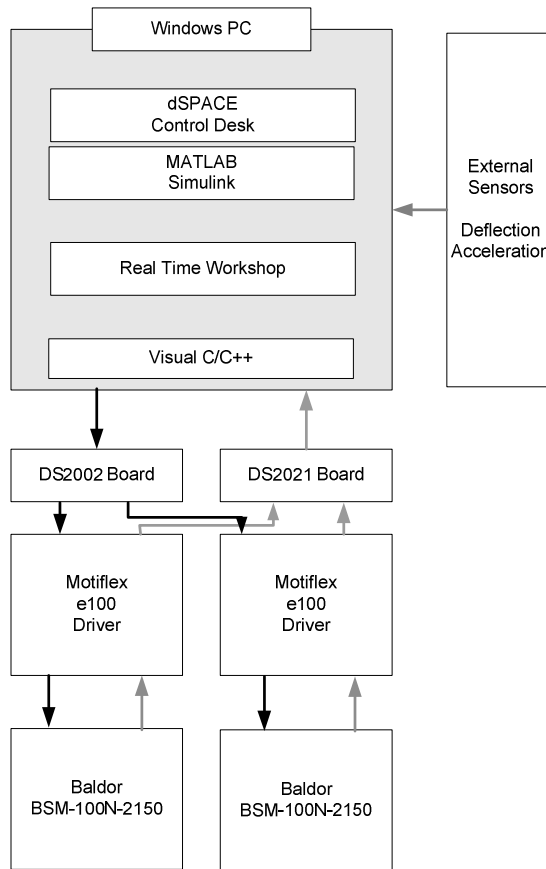 Windows PC
dSPACE
Control Desk
MATLAB
Simulink
Real Time Workshop
Visual C/C++
External
Sensors
Deflection
Acceleration
DS2002 Board
DS2021 Board
Motiflex
e100
Driver
Motiflex
e100
Driver
Baldor
BSM-100N-2150
Baldor
BSM-100N-2150